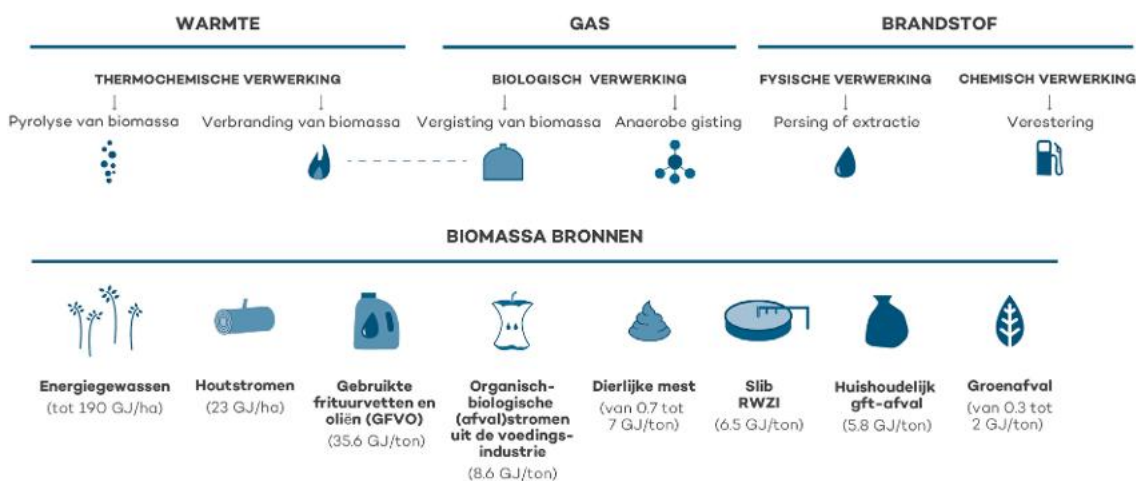 WARMTE
GAS
BRANDSTOF
THERMOCHEMISCHE VERWERKING
BIOLOGISCH VERWERKING
FYSISCHE VERWERKING
CHEMISCH VERWERKING
Pyrolyse van biomassa
Verbranding van biomassa
Vergisting van biomassa
Anaerobe gisting
Persing of extractie
Verestering
BIOMASSA BRONNEN
Energiegewassen
(tot 190 GJ/ha)
Houtstromen
(23 GJ/ha)
Gebruikte
frituurvetten en
oliën (GFVO)
(35.6 GJ/ton)
Organisch-
biologische
(afval)stromen
uit de voedings-
industrie
(8.6 GJ/ton)
Dierlijke mest
(van 0.7 tot
7 GJ/ton)
Slib
RWZI
(6.5 GJ/ton)
Huishoudelijk
gft-afval
(5.8 GJ/ton)
Groenafval
(van 0.3 tot
2 GJ/ton)